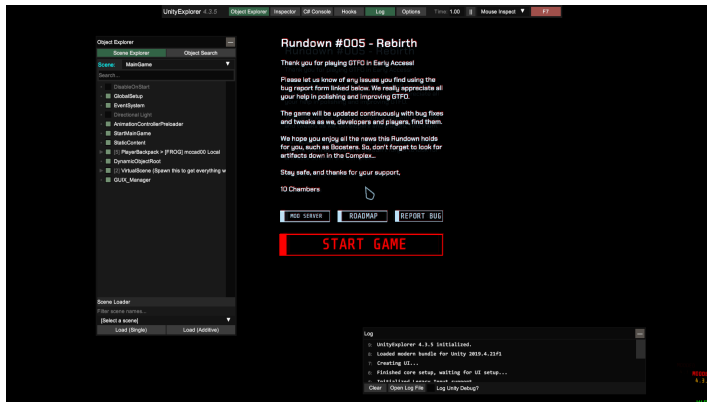 UnityExplorer 4.3.5 Object Explorer Inspector C# Console Hooks Log Options Time: 1.00 || Mouse Inspect ▼ F7
Object Explorer —
Scene Explorer Object Search
Scene: MainGame ▼
Search...
DisableOnStart
GlobalSetup
EventSystem
Directional Light
AnimationControllerPreloader
StartMainGame
StaticContent
[5] PlayerBackpack > [FROG] mccad00 Local
DynamicObjectRoot
[2] VirtualScene (Spawn this to get everything w
GUIX_Manager
Scene Loader
Filter scene names...
[Select a scene] ▼
Load (Single) Load (Additive)
Rundown #005 - Rebirth
Thank you for playing GTFO in Early Access!
Please let us know of any issues you find using the
bug report form linked below. We really appreciate all
your help in polishing and improving GTFO.
The game will be updated continuously with bug fixes
and tweaks as we, developers and players, find them.
We hope you enjoy all the news this Rundown holds
for you, such as Boosters. So, don't forget to look for
artifacts down in the Complex...
Stay safe, and thanks for your support,
10 Chambers
MOD SERVER ROADMAP REPORT BUG
START GAME
Log —
UnityExplorer 4.3.5 initialized.
Loaded modern bundle for Unity 2019.4.21f1
Creating UI...
Finished core setup, waiting for UI setup...
Initialized Legacy Input support
Clear Open Log File Log Unity Debug?